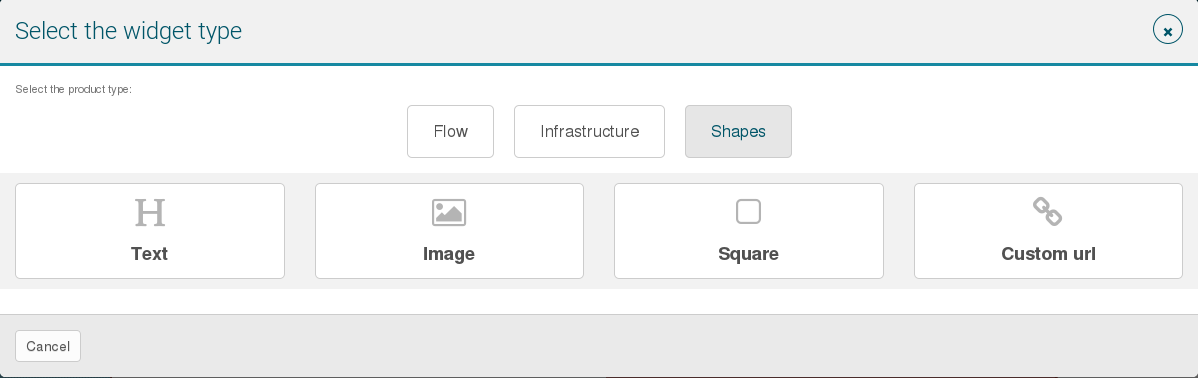 Select the widget type
Select the product type:
Flow Infrastructure Shapes
Text Image Square Custom url
Cancel